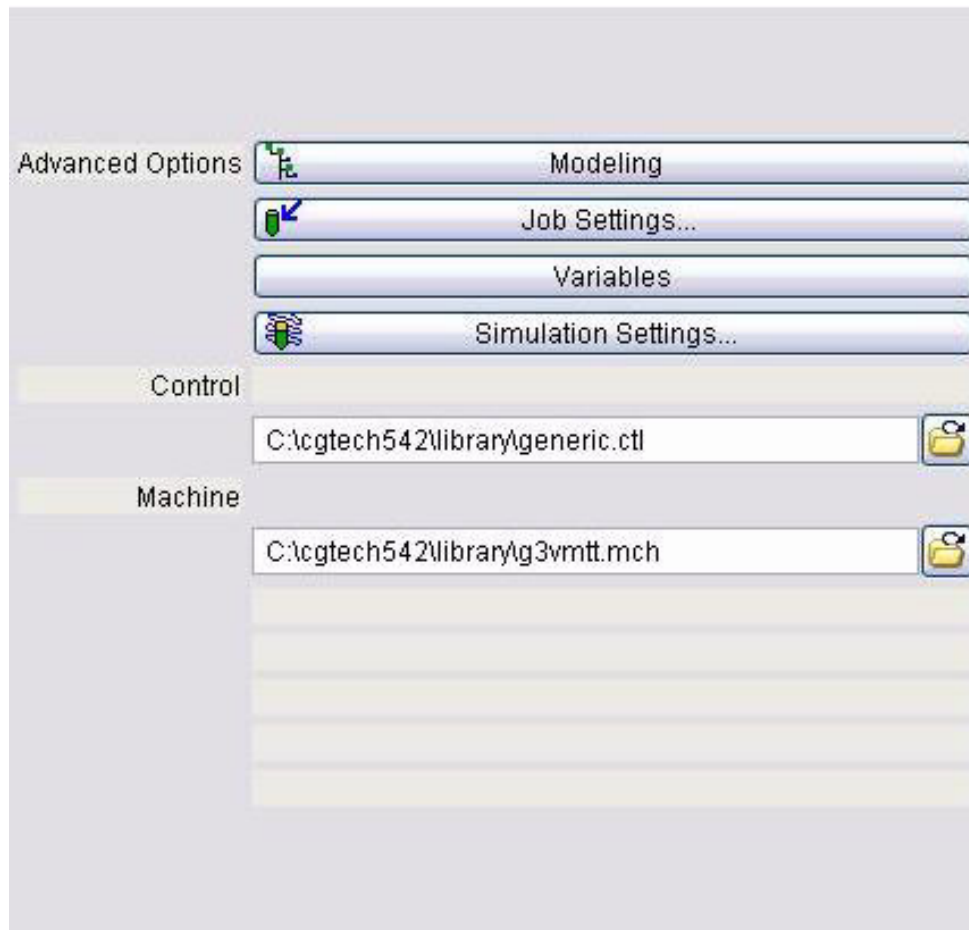 Advanced Options Modeling
Job Settings...
Variables
Simulation Settings...
Control
C:\cgtech542\library\generic.ctl
Machine
C:\cgtech542\library\g3vmtt.mch